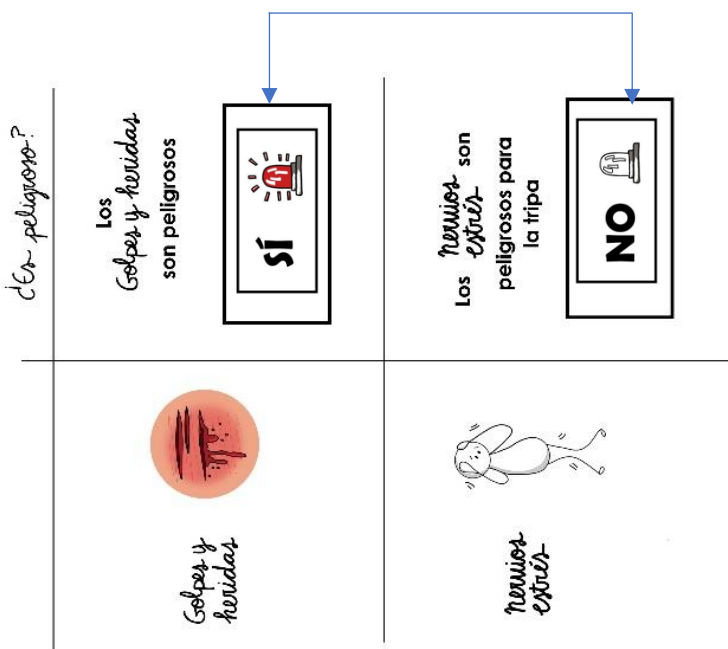 ¿Es peligroso?
Golpes y
heridas
Los
Golpes y heridas
son peligrosos
SÍ
nervios
estrés
Los nervios
estrés son
peligrosos para
la tripa
NO